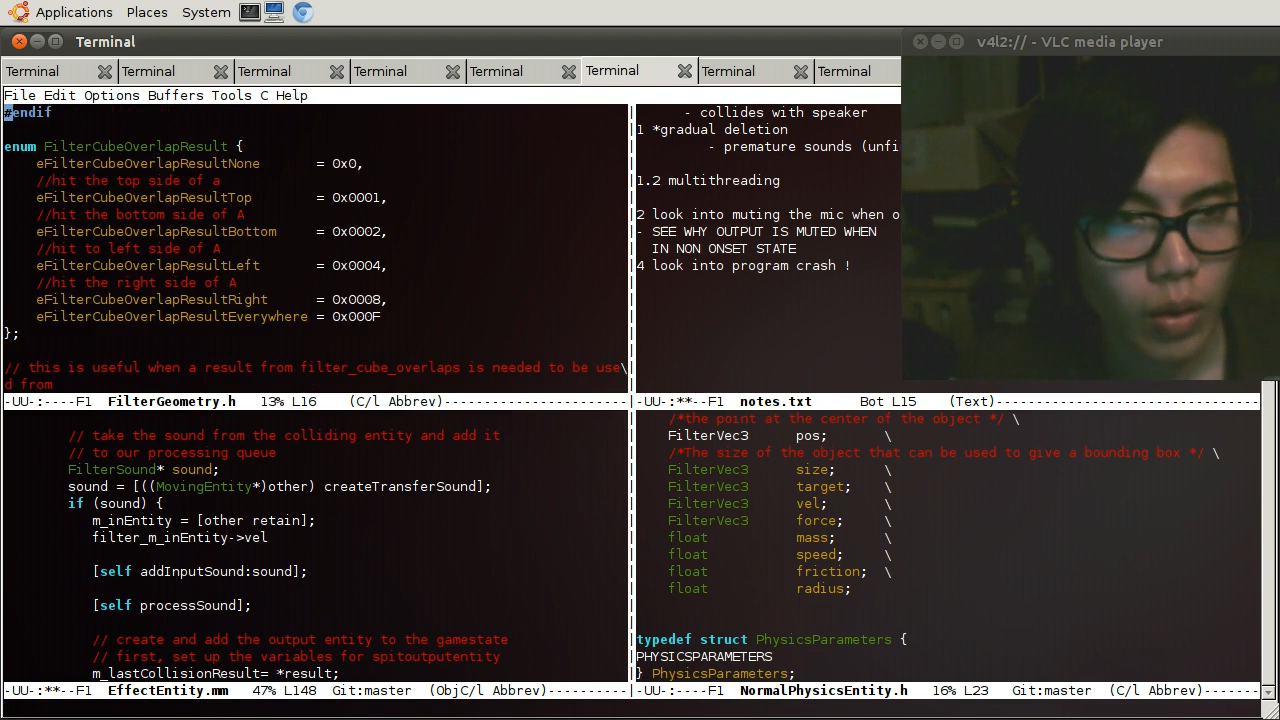 Applications Places System
Terminal
v4l2:// - VLC media player
Terminal Terminal Terminal Terminal Terminal Terminal Terminal Terminal
File Edit Options Buffers Tools C Help
#endif
enum FilterCubeOverlapResult {
eFilterCubeOverlapResultNone = 0x0,
//hit the top side of a
eFilterCubeOverlapResultTop = 0x0001,
//hit the bottom side of A
eFilterCubeOverlapResultBottom = 0x0002,
//hit to left side of A
eFilterCubeOverlapResultLeft = 0x0004,
//hit the right side of A
eFilterCubeOverlapResultRight = 0x0008,
eFilterCubeOverlapResultEverywhere = 0x000F
};
// this is useful when a result from filter_cube_overlaps is needed to be use\
d from
-UU-:----F1 FilterGeometry.h 13% L16 (C/l Abbrev)-----------------------
- collides with speaker
1 *gradual deletion
- premature sounds (unfi
1.2 multithreading
2 look into muting the mic when o
- SEE WHY OUTPUT IS MUTED WHEN
IN NON ONSET STATE
4 look into program crash !
-UU-:**--F1 notes.txt Bot L15 (Text)---------------------------------
// take the sound from the colliding entity and add it
// to our processing queue
FilterSound* sound;
sound = [((MovingEntity*)other) createTransferSound];
if (sound) {
m_inEntity = [other retain];
filter_m_inEntity->vel
[self addInputSound:sound];
[self processSound];
// create and add the output entity to the gamestate
// first, set up the variables for spitoutputentity
m_lastCollisionResult= *result;
-UU-:**--F1 EffectEntity.mm 47% L148 Git:master (ObjC/l Abbrev)----------
/*the point at the center of the object */ \
FilterVec3 pos; \
/*The size of the object that can be used to give a bounding box */ \
FilterVec3 size; \
FilterVec3 target; \
FilterVec3 vel; \
FilterVec3 force; \
float mass; \
float speed; \
float friction; \
float radius;
typedef struct PhysicsParameters {
PHYSICSPARAMETERS
} PhysicsParameters;
-UU-:----F1 NormalPhysicsEntity.h 16% L23 Git:master (C/l Abbrev)-------